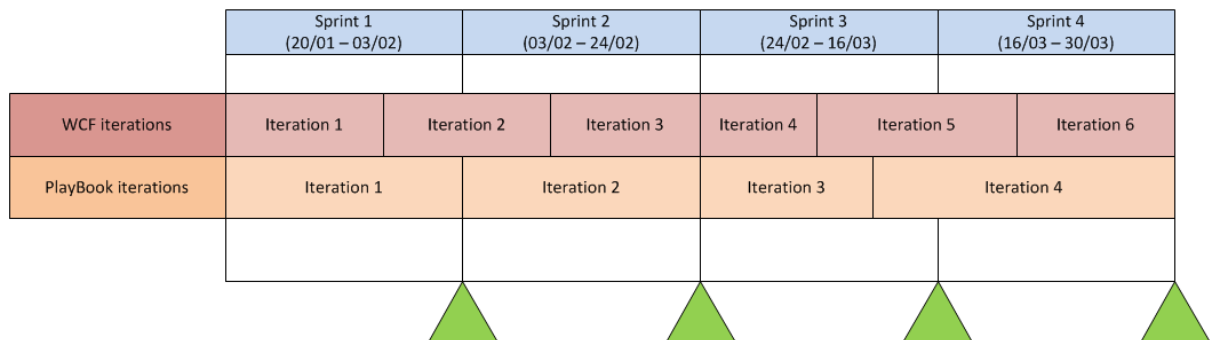 Sprint 1
(20/01 – 03/02)
Sprint 2
(03/02 – 24/02)
Sprint 3
(24/02 – 16/03)
Sprint 4
(16/03 – 30/03)
WCF iterations
Iteration 1
Iteration 2
Iteration 3
Iteration 4
Iteration 5
Iteration 6
PlayBook iterations
Iteration 1
Iteration 2
Iteration 3
Iteration 4